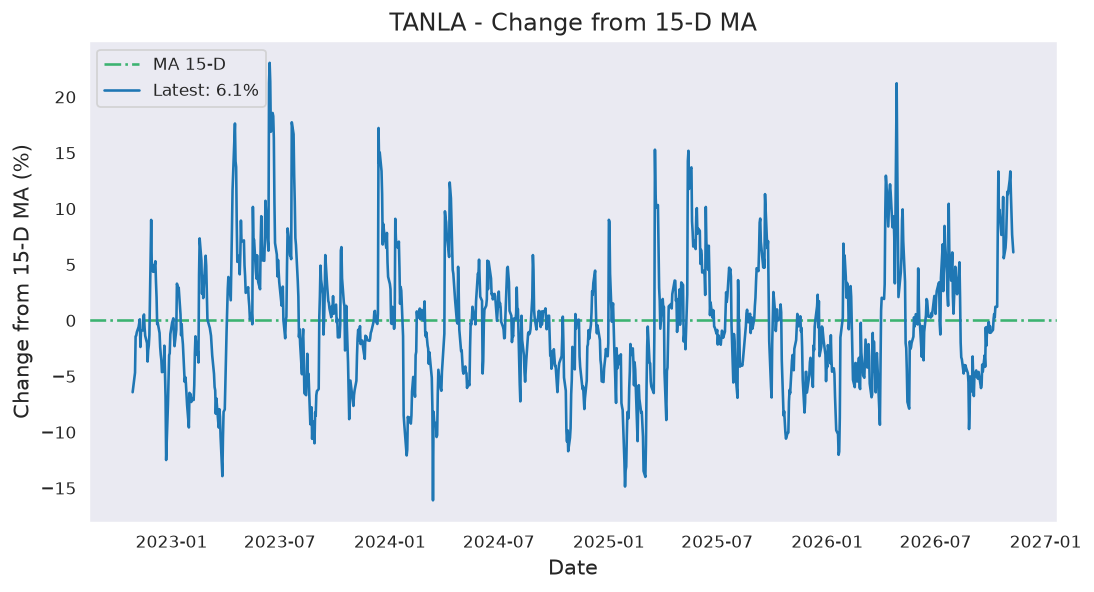 TANLA - Change from 15-D MA
MA 15-D
Latest: 6.1%
Change from 15-D MA (%)
20
15
10
5
0
−5
−10
−15
2023-01 2023-07 2024-01 2024-07 2025-01 2025-07 2026-01 2026-07 2027-01
Date